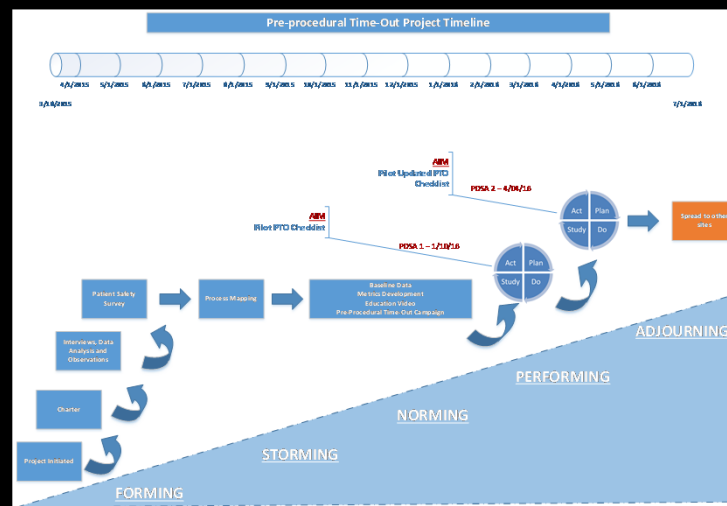 Pre-procedural Time-Out Project Timeline
4/1/2015 5/1/2015 6/1/2015 7/1/2015 8/1/2015 9/1/2015 10/1/2015 11/1/2015 12/1/2015 1/1/2016 2/1/2016 3/1/2016 4/1/2016 5/1/2016 6/1/2016
7/1/2016
AIM
Pilot Updated PTO
Checklist
PDSA 2 – 4/04/16
AIM
Pilot PTO Checklist
PDSA 1 – 1/10/16
Act Plan
Study Do
Spread to other
sites
Act Plan
Study Do
Patient Safety
Survey
Process Mapping
Baseline Data
Metrics Development
Education Video
Pre-Procedural Time-Out Campaign
Interviews, Data
Analysis and
Observations
Charter
Project Initiated
ADJOURNING
PERFORMING
NORMING
STORMING
FORMING